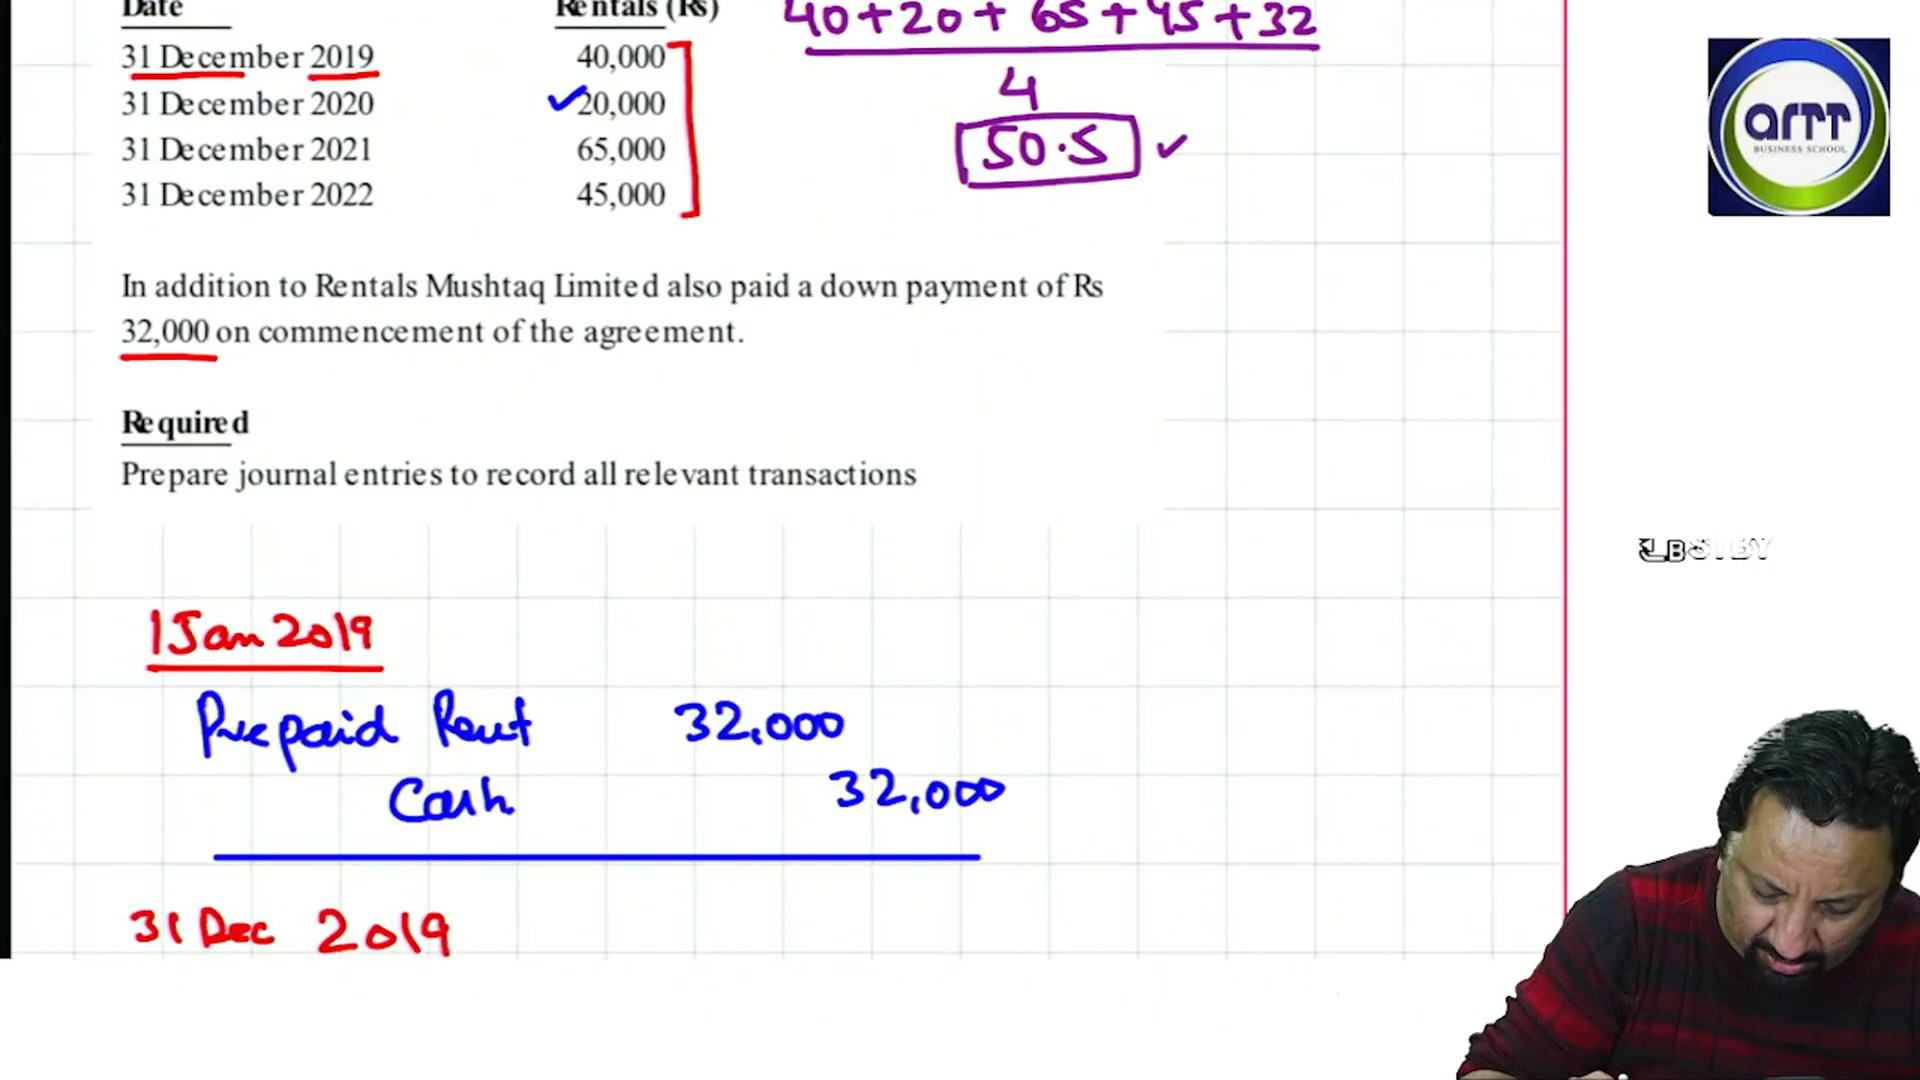 Date Rentals (Rs)
40+20+65+45+32
31 December 2019 40,000
4
31 December 2020 20,000
50.5
31 December 2021 65,000
31 December 2022 45,000
artt
BUSINESS SCHOOL
In addition to Rentals Mushtaq Limited also paid a down payment of Rs
32,000 on commencement of the agreement.
Required
Prepare journal entries to record all relevant transactions
1 Jan 2019
Prepaid Rent 32,000
Cash 32,000
31 Dec 2019